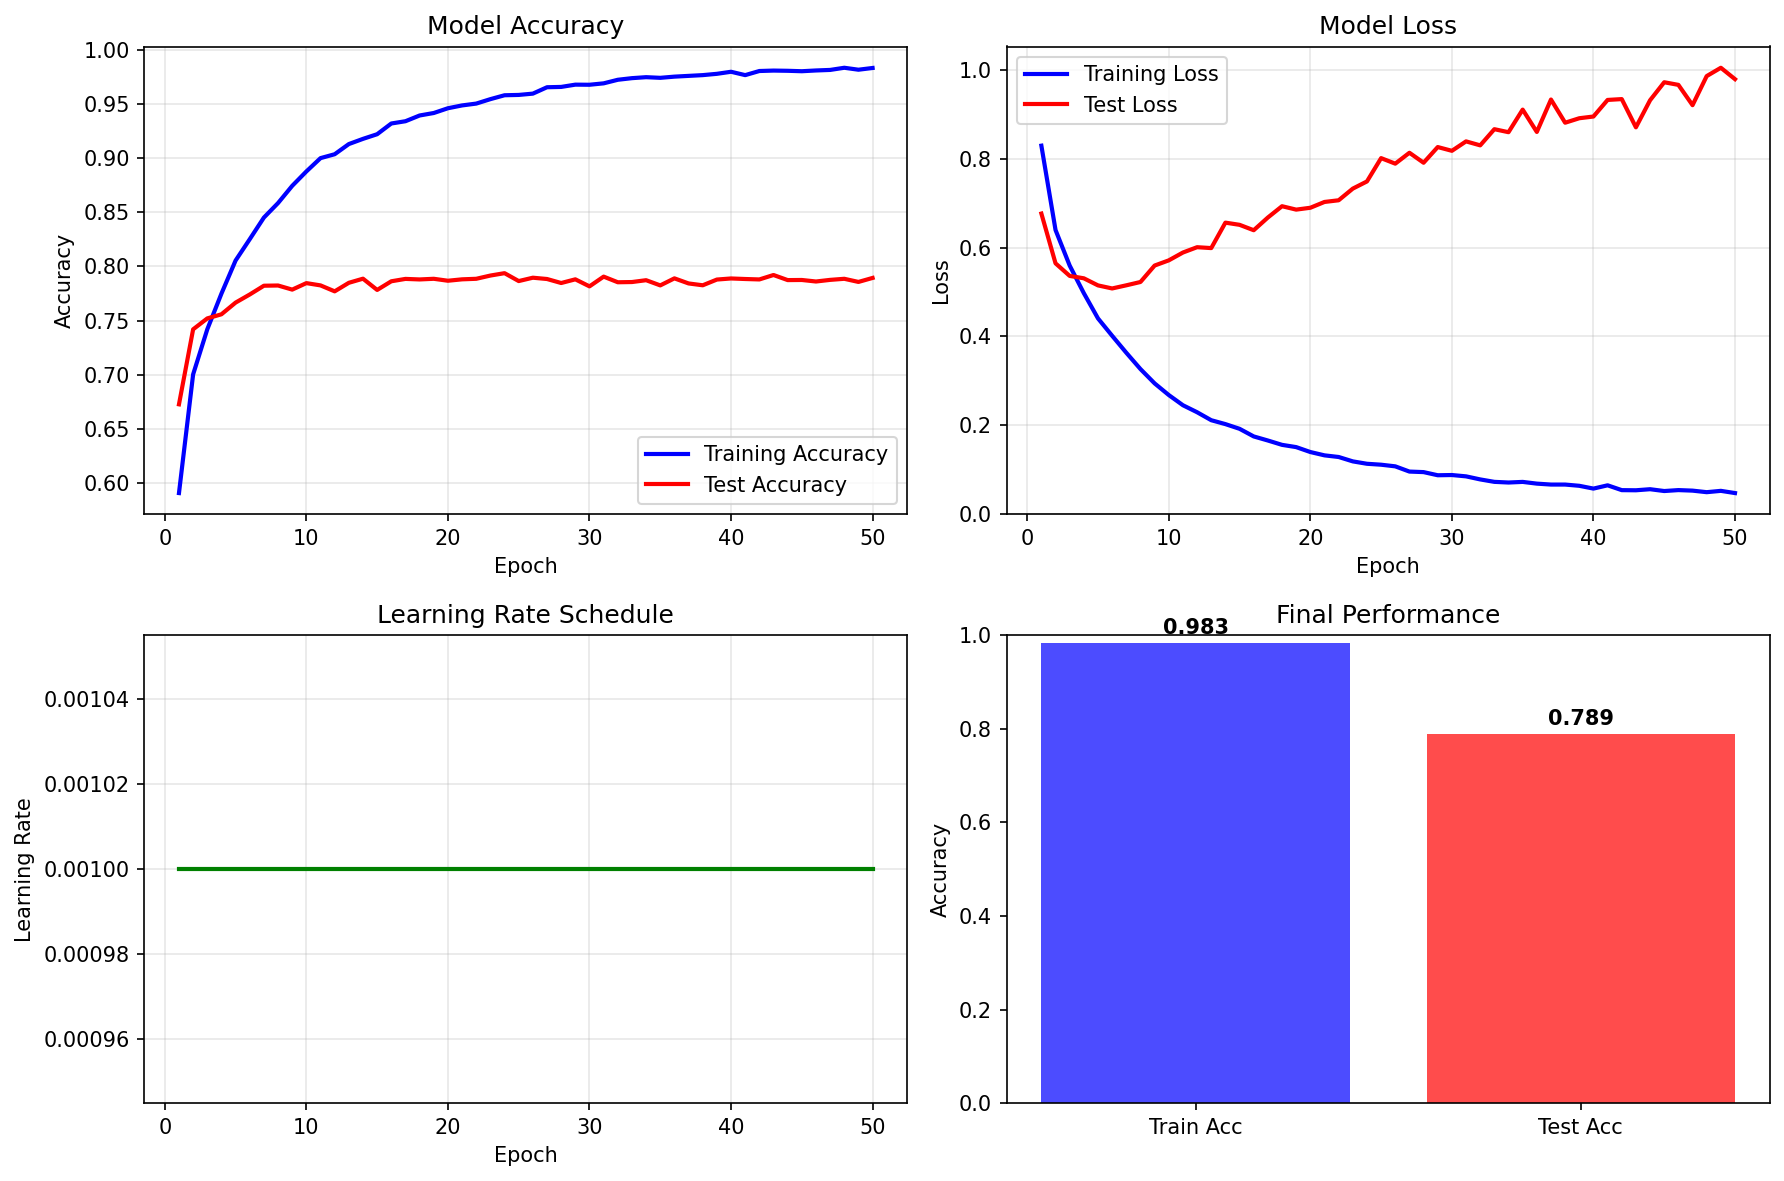 Model Accuracy
1.00
0.95
0.90
0.85
0.80
0.75
0.70
0.65
0.60
Accuracy
Training Accuracy
Test Accuracy
0 10 20 30 40 50
Epoch
Model Loss
1.0
0.8
0.6
0.4
0.2
0.0
Loss
Training Loss
Test Loss
0 10 20 30 40 50
Epoch
Learning Rate Schedule
0.00104
0.00102
0.00100
0.00098
0.00096
Learning Rate
0 10 20 30 40 50
Epoch
Final Performance
1.0
0.8
0.6
0.4
0.2
0.0
Accuracy
0.983
0.789
Train Acc Test Acc